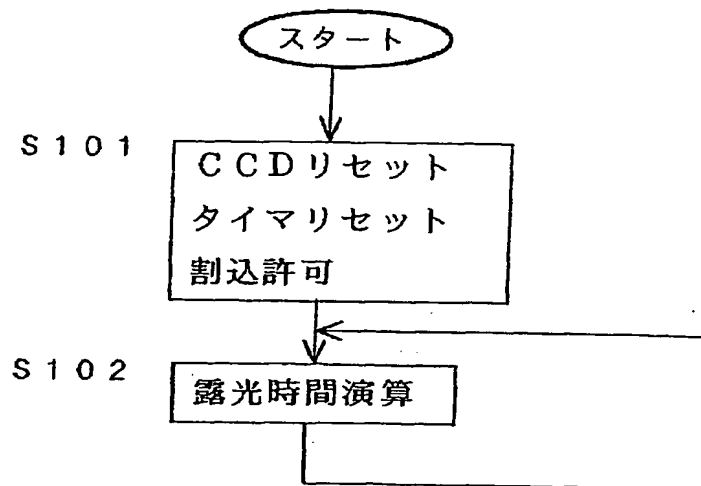 スタート
S101
CCDリセット
タイマリセット
割込許可
S102
露光時間演算